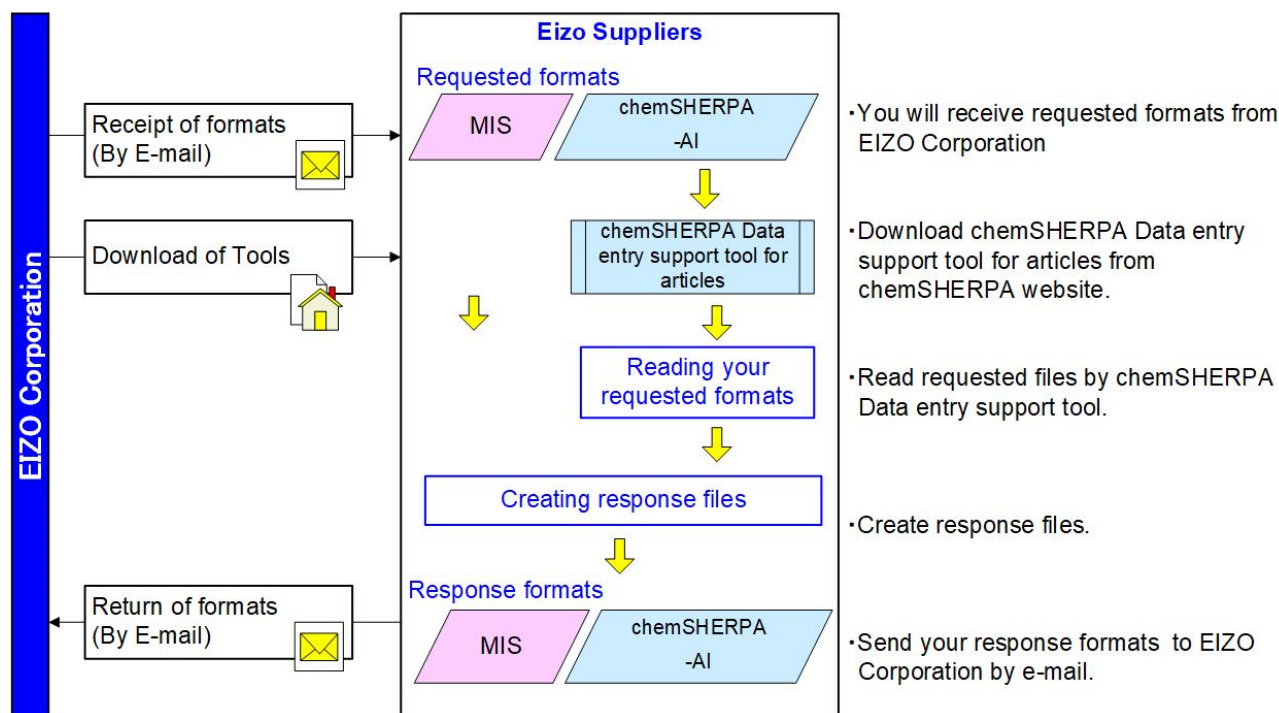 EIZO Corporation
Receipt of formats
(By E-mail)
Download of Tools
Return of formats
(By E-mail)
Eizo Suppliers
Requested formats
MIS
chemSHERPA
-AI
chemSHERPA Data
entry support tool for
articles
Reading your
requested formats
Creating response files
Response formats
MIS
chemSHERPA
-AI
・You will receive requested formats from
EIZO Corporation
・Download chemSHERPA Data entry
support tool for articles from
chemSHERPA website.
・Read requested files by chemSHERPA
Data entry support tool.
・Create response files.
・Send your response formats to EIZO
Corporation by e-mail.